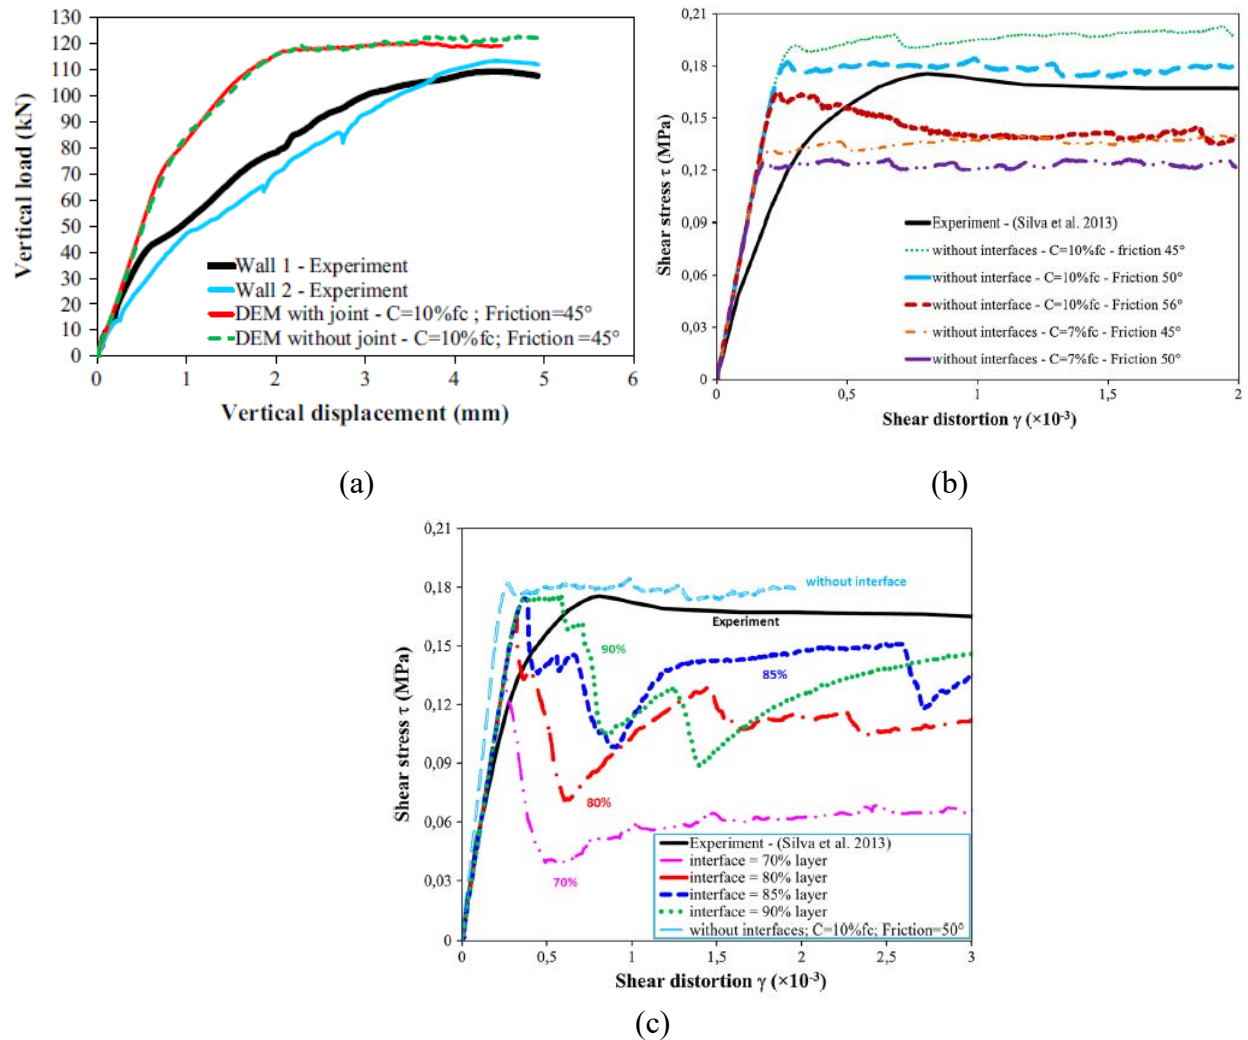 130
120
110
100
90
80
70
60
50
40
30
20
10
0
Vertical load (kN)
Wall 1 - Experiment
Wall 2 - Experiment
DEM with joint - C=10%fc ; Friction=45°
DEM without joint - C=10%fc; Friction =45°
0 1 2 3 4 5 6
Vertical displacement (mm)
(a)
0,21
0,18
0,15
0,12
0,09
0,06
0,03
0
Shear stress τ (MPa)
Experiment - (Silva et al. 2013)
without interfaces - C=10%fc - friction 45°
without interface - C=10%fc - Friction 50°
without interfaces - C=10%fc - Friction 56°
without interfaces - C=7%fc - Friction 45°
without interfaces - C=7%fc - Friction 50°
0 0,5 1 1,5 2
Shear distortion γ (×10⁻³)
(b)
0,21
0,18
0,15
0,12
0,09
0,06
0,03
0
Shear stress τ (MPa)
without interface
Experiment
90%
85%
80%
70%
Experiment - (Silva et al. 2013)
interface = 70% layer
interface = 80% layer
interface = 85% layer
interface = 90% layer
without interfaces; C=10%fc; Friction=50°
0 0,5 1 1,5 2 2,5 3
Shear distortion γ (×10⁻³)
(c)